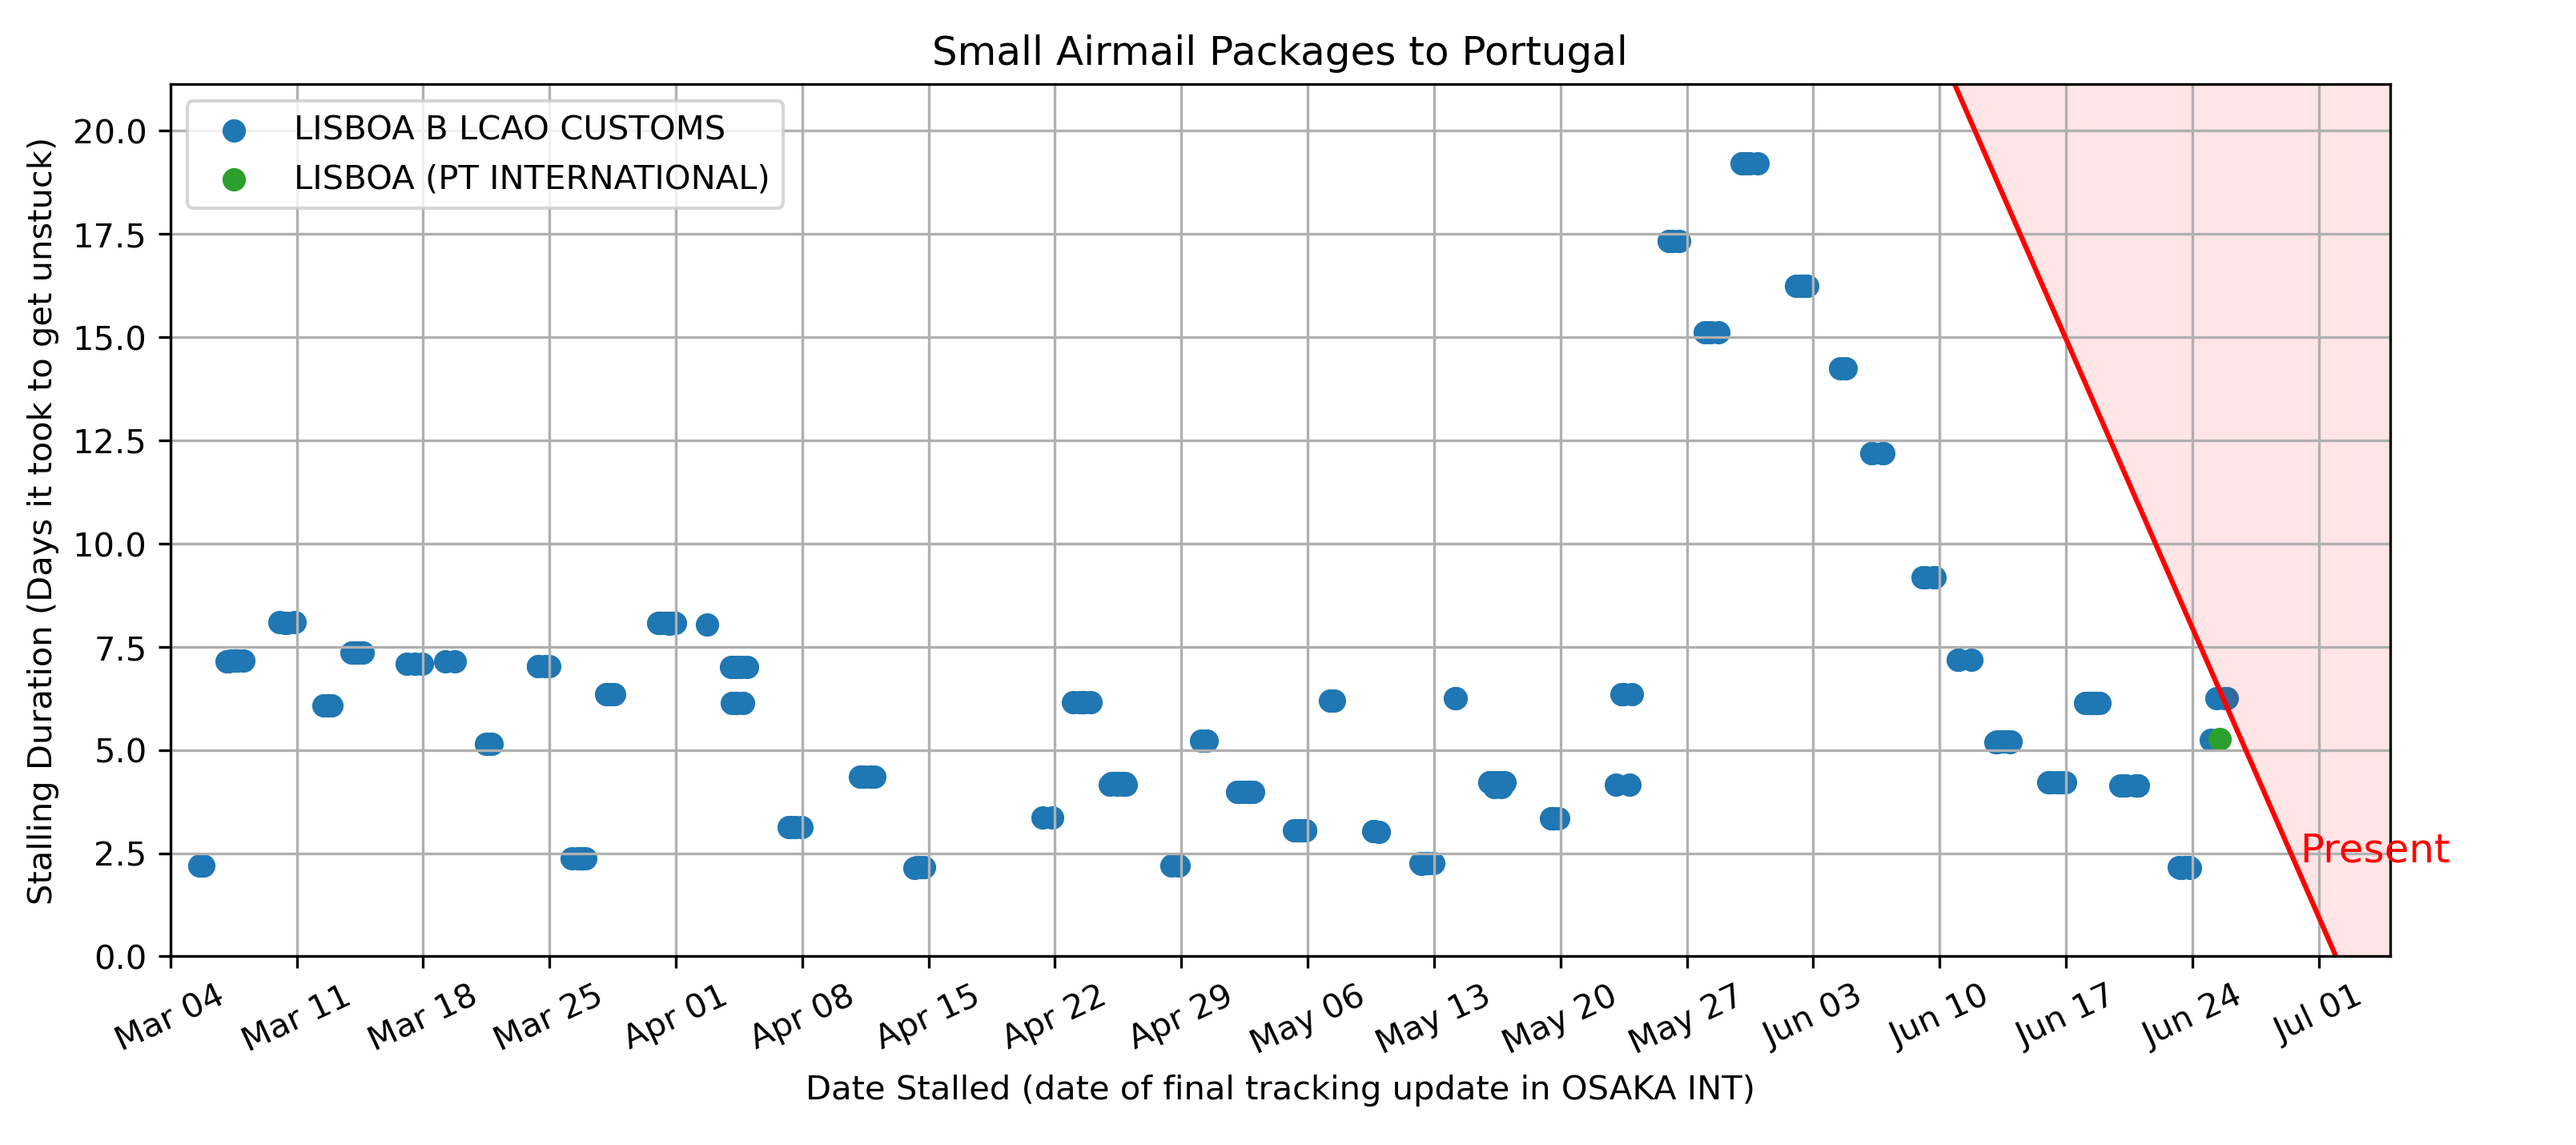 Small Airmail Packages to Portugal
LISBOA B LCAO CUSTOMS
LISBOA (PT INTERNATIONAL)
Stalling Duration (Days it took to get unstuck)
20.0
17.5
15.0
12.5
10.0
7.5
5.0
2.5
0.0
Present
Mar 04
Mar 11
Mar 18
Mar 25
Apr 01
Apr 08
Apr 15
Apr 22
Apr 29
May 06
May 13
May 20
May 27
Jun 03
Jun 10
Jun 17
Jun 24
Jul 01
Date Stalled (date of final tracking update in OSAKA INT)